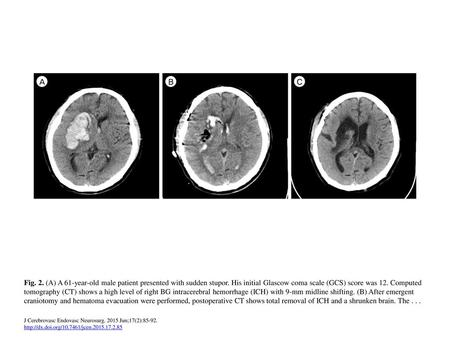 A B C
Fig. 2. (A) A 61-year-old male patient presented with sudden stupor. His initial Glascow coma scale (GCS) score was 12. Computed
tomography (CT) shows a high level of right BG intracerebral hemorrhage (ICH) with 9-mm midline shifting. (B) After emergent
craniotomy and hematoma evacuation were performed, postoperative CT shows total removal of ICH and a shrunken brain. The . . .
J Cerebrovasc Endovasc Neurosurg. 2015 Jun;17(2):85-92.
http://dx.doi.org/10.7461/jcen.2015.17.2.85